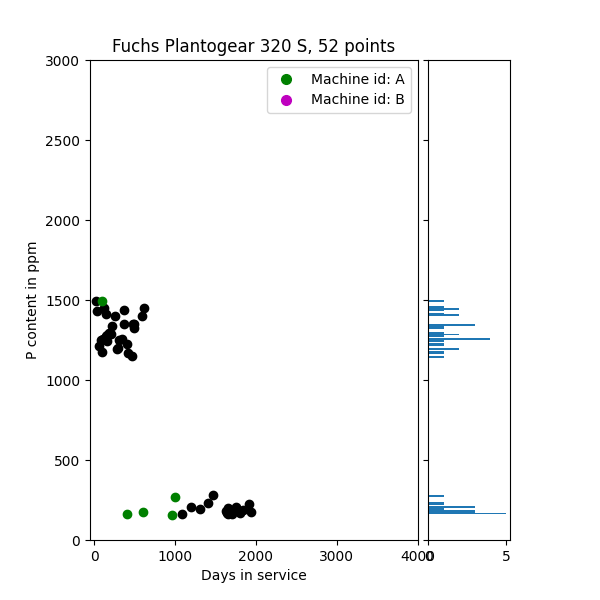 Fuchs Plantogear 320 S, 52 points
Machine id: A
Machine id: B
P content in ppm
3000
2500
2000
1500
1000
500
0
0 1000 2000 3000 4000
0 5
Days in service